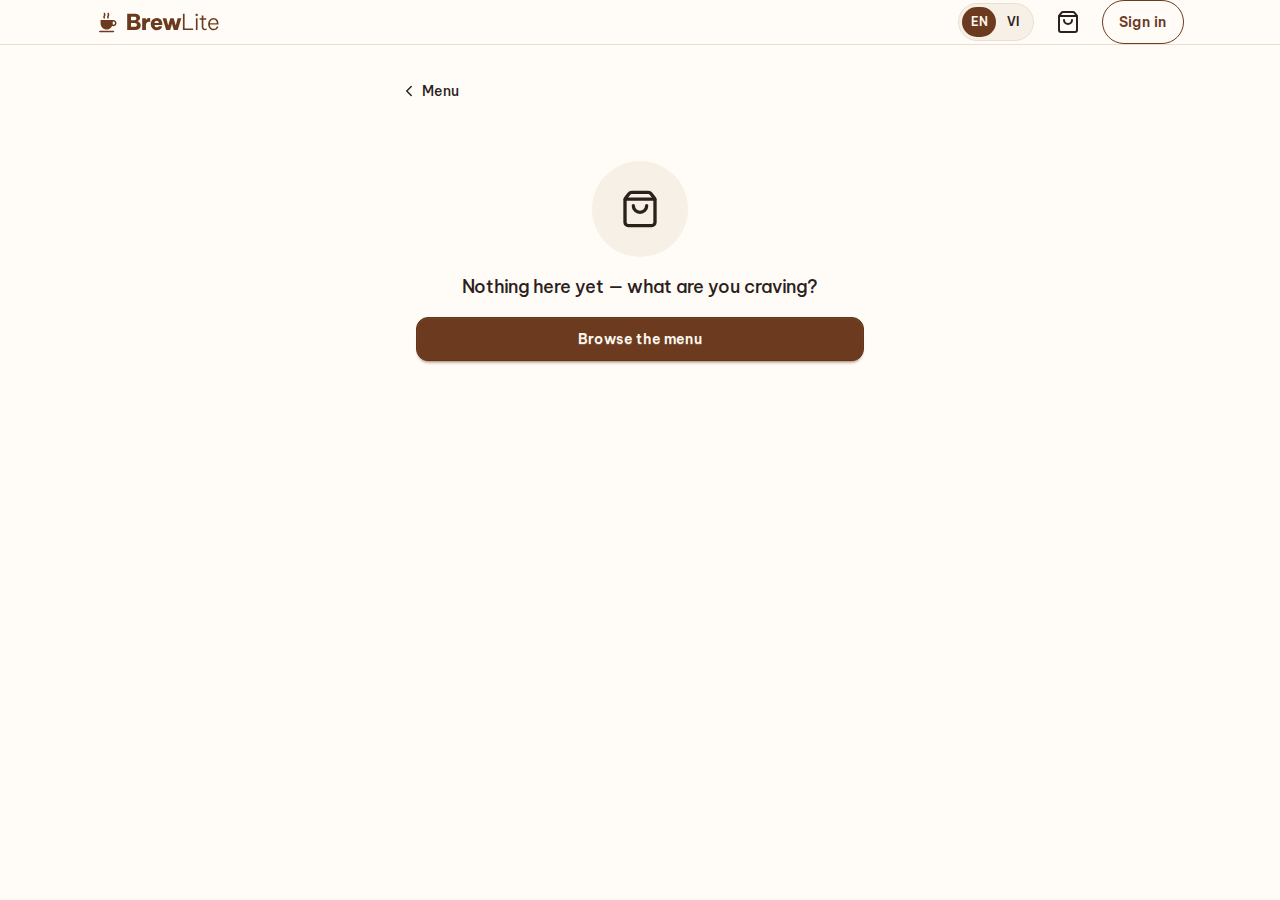 BrewLite
EN VI
Sign in
Menu
Nothing here yet — what are you craving?
Browse the menu